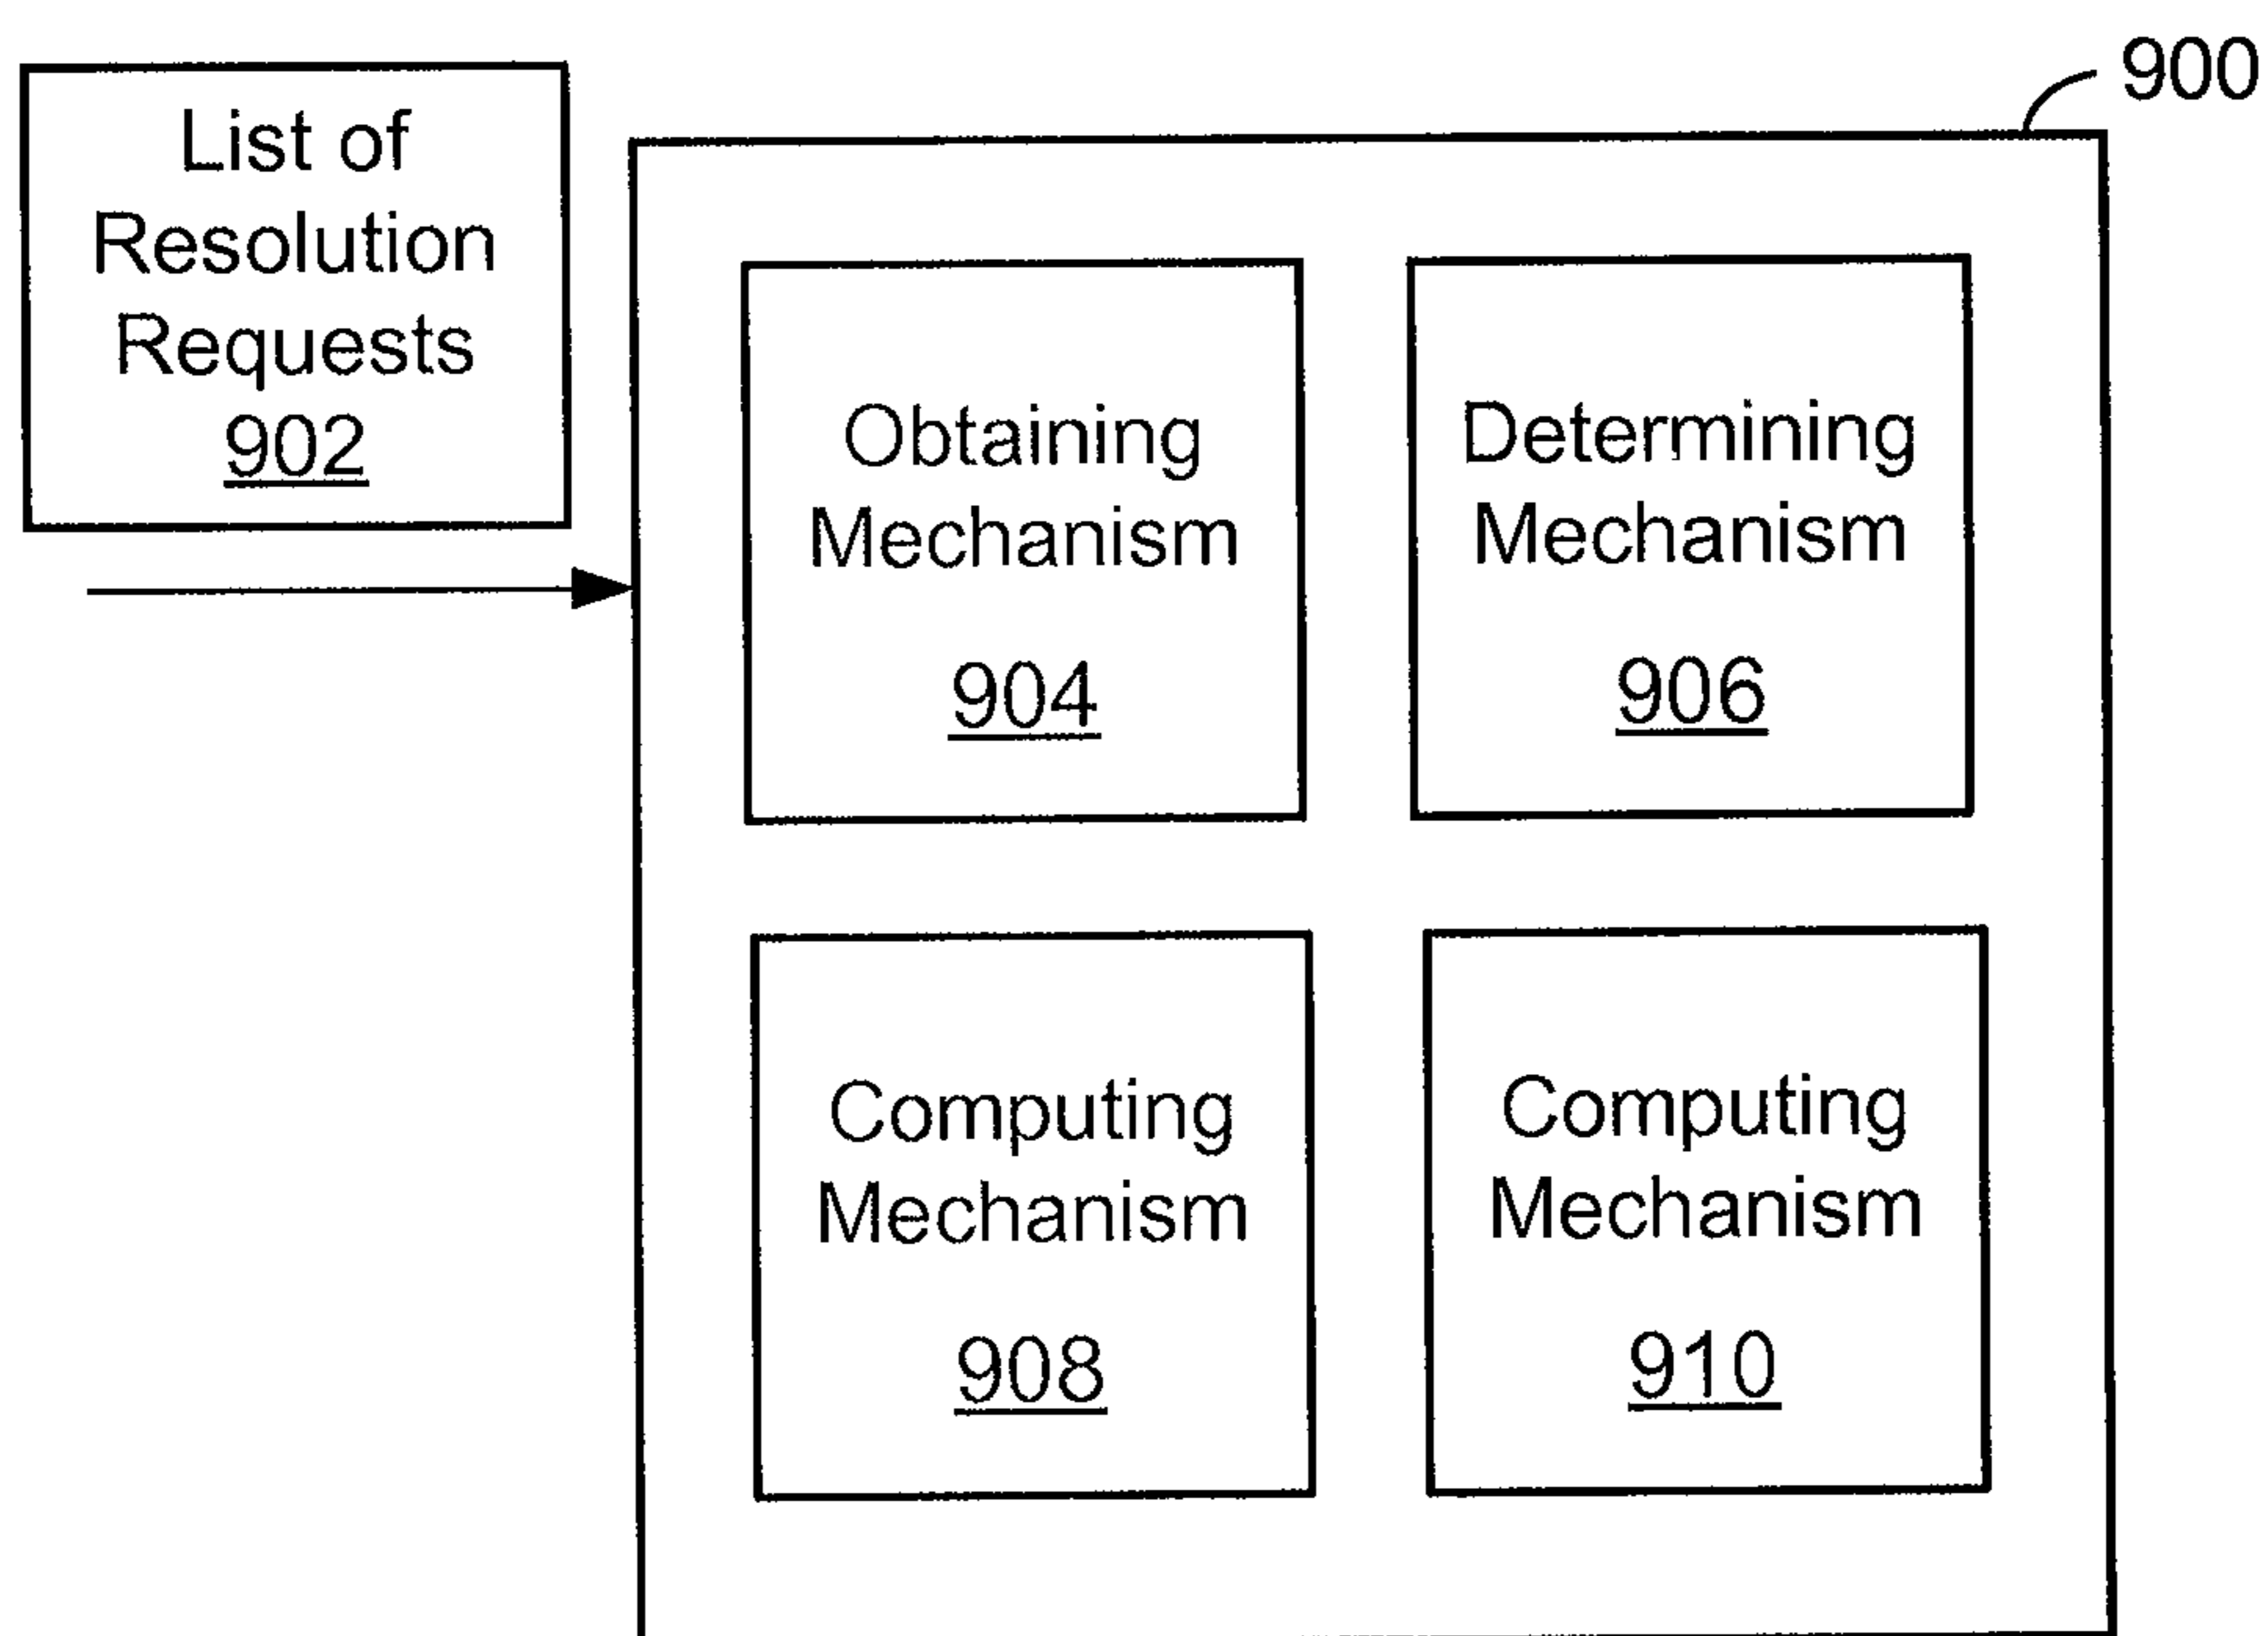 900
List of
Resolution
Requests
902
Obtaining
Mechanism
904
Determining
Mechanism
906
Computing
Mechanism
908
Computing
Mechanism
910